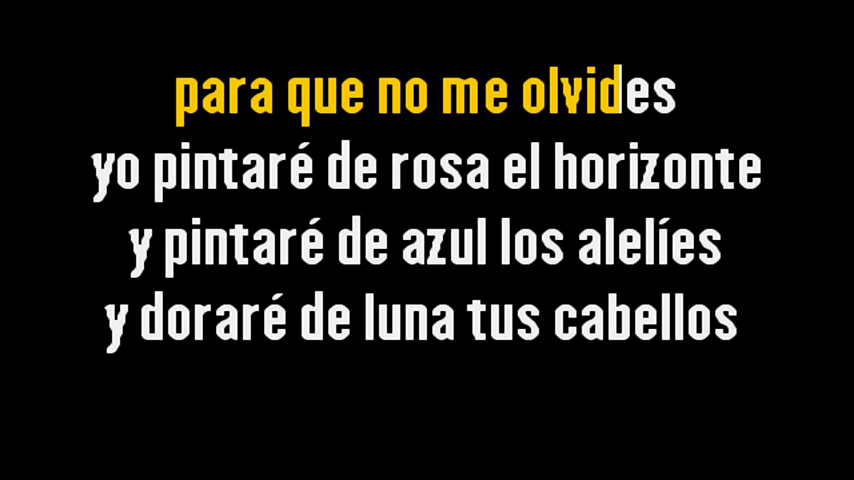 para que no me olvides
yo pintaré de rosa el horizonte
y pintaré de azul los alelíes
y doraré de luna tus cabellos